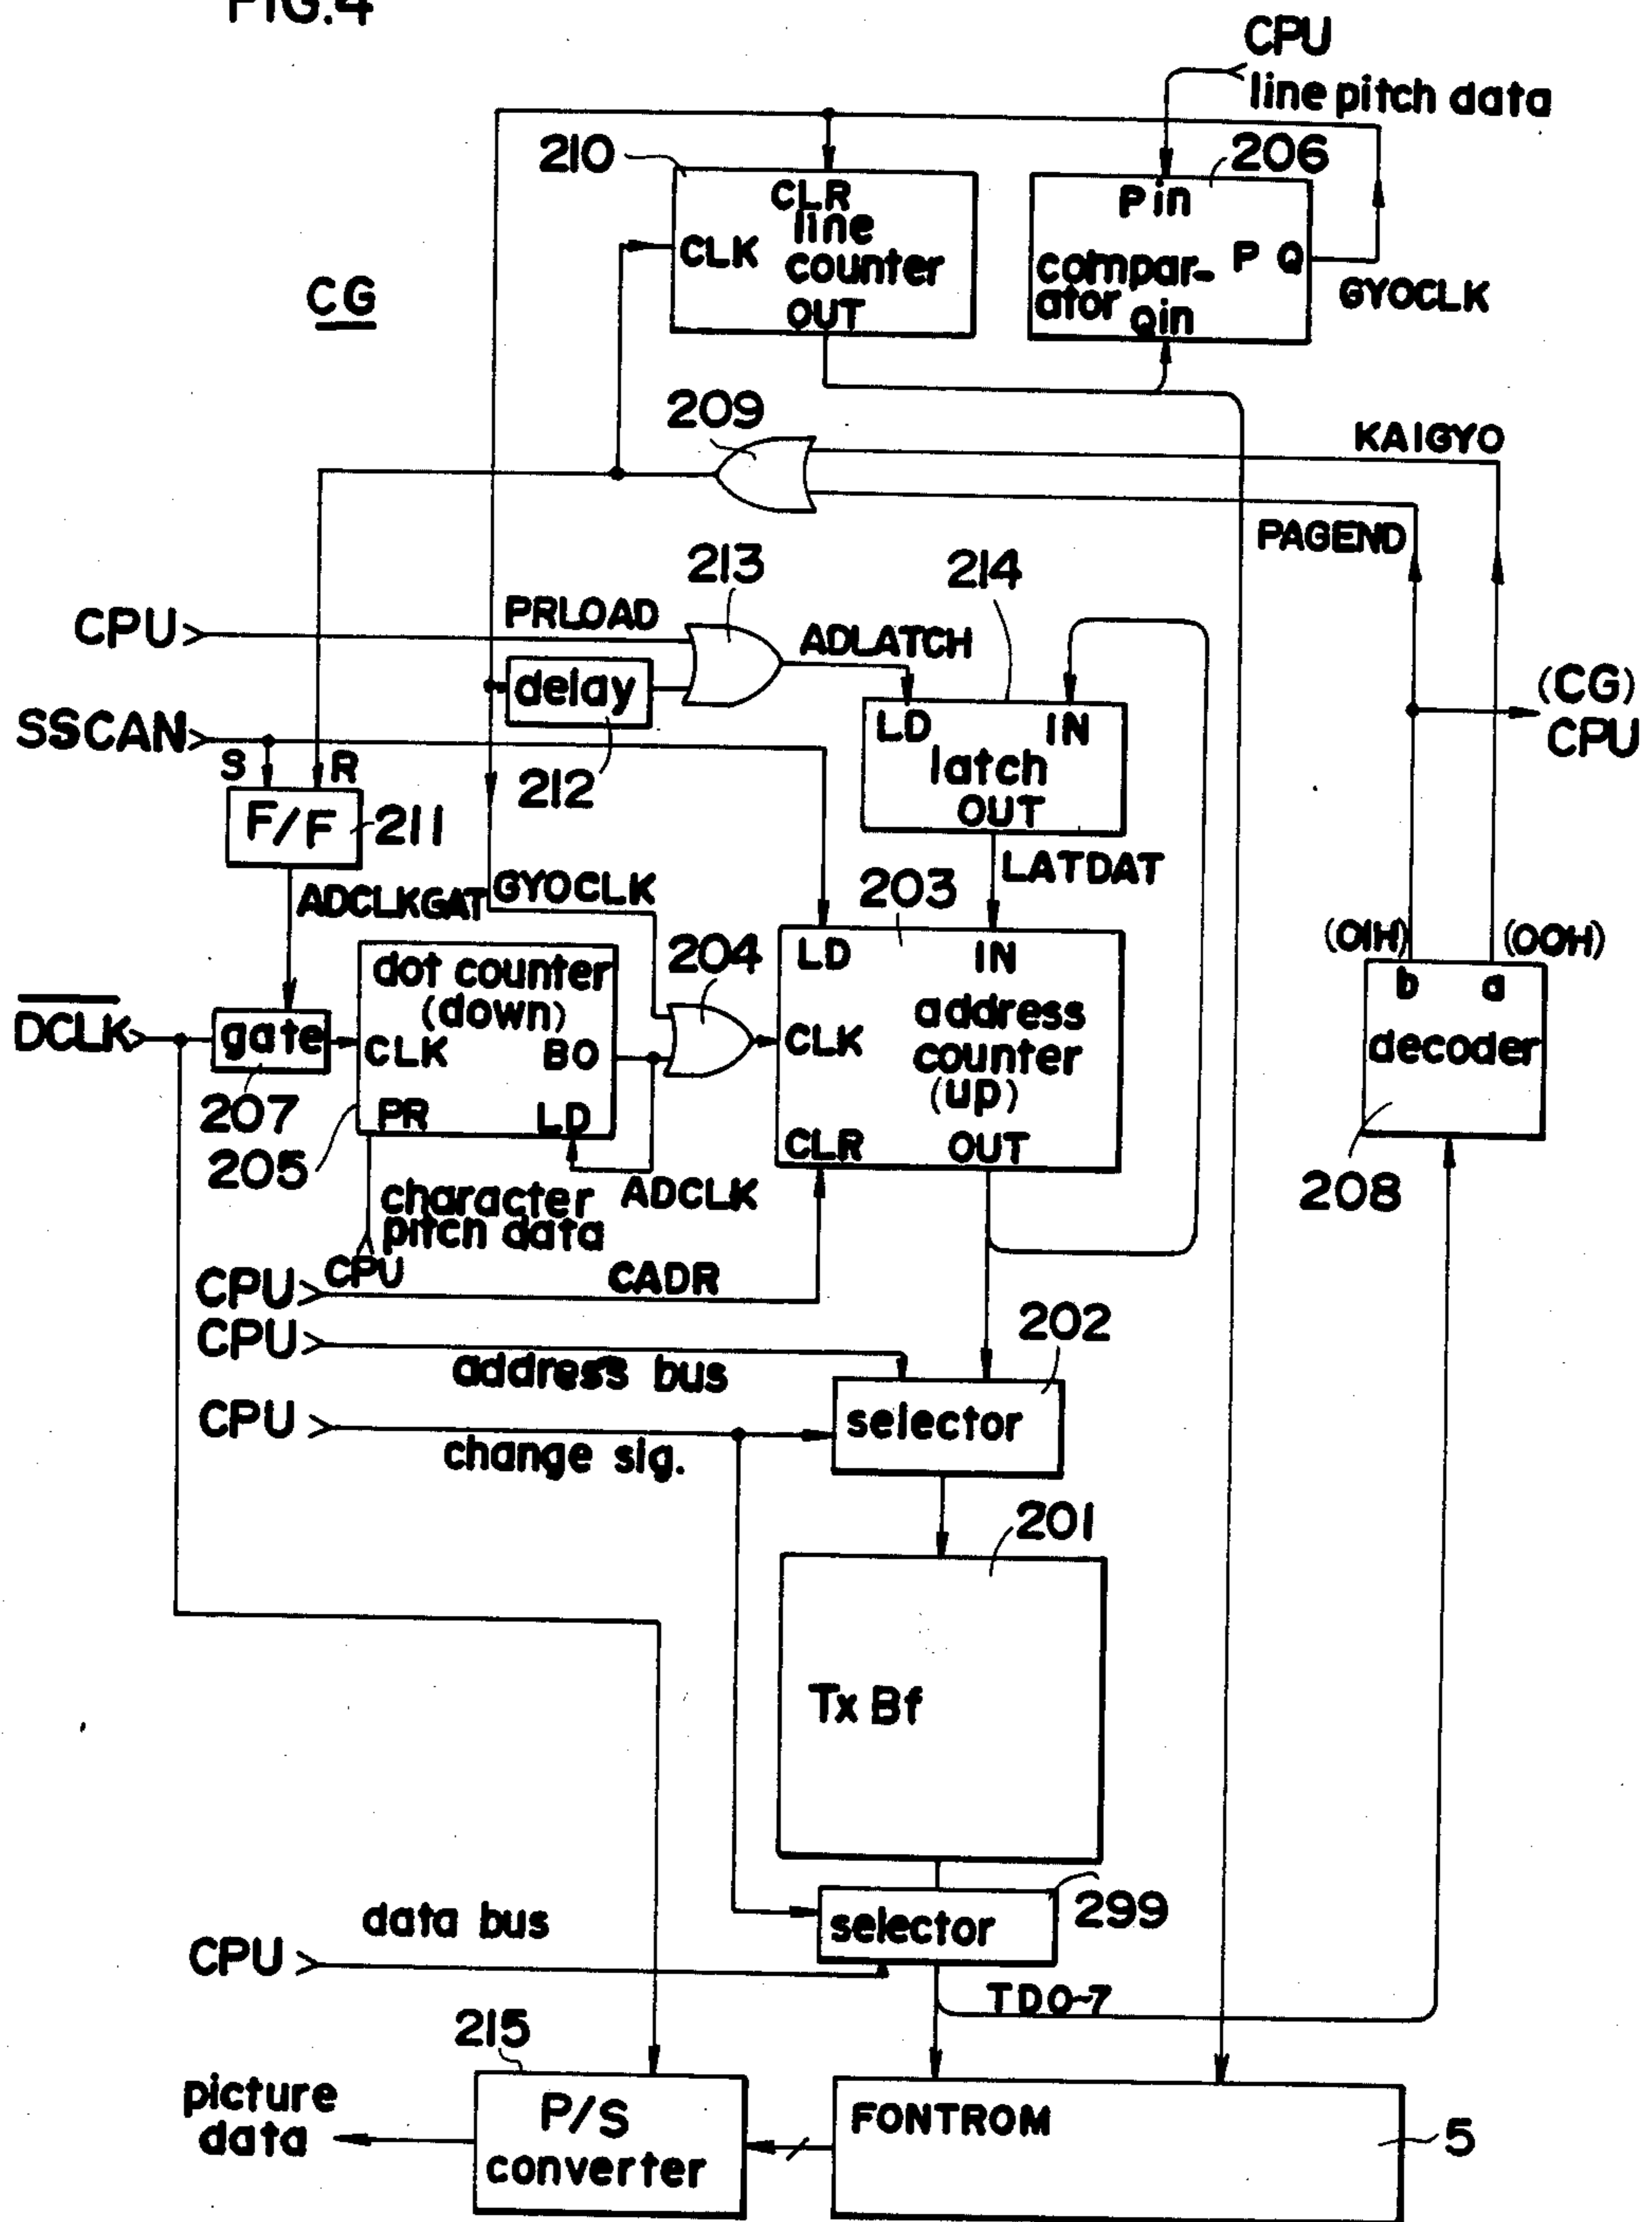 FIG.4
CPU
line pitch data
210
206
CLR
line
counter
CLK
OUT
Pin
P Q
compar-
ator
Qin
GYOCLK
CG
209
KAIGYO
PAGEND
213
214
CPU
PRLOAD
ADLATCH
delay
(CG)
CPU
SSCAN
S
R
212
LD
IN
latch
OUT
F/F
211
LATDAT
ADCLKGAT
GYOCLK
203
204
(01H)
(00H)
dot counter
(down)
LD
IN
b
a
DCLK
gate
CLK
BO
CLK
address
counter
(up)
decoder
207
PR
LD
CLR
OUT
205
208
character
pitch data
ADCLK
CPU
CPU
CADR
CPU
address bus
202
CPU
change sig.
selector
201
Tx Bf
data bus
selector
299
CPU
TD0-7
215
picture
data
P/S
converter
FONTROM
5